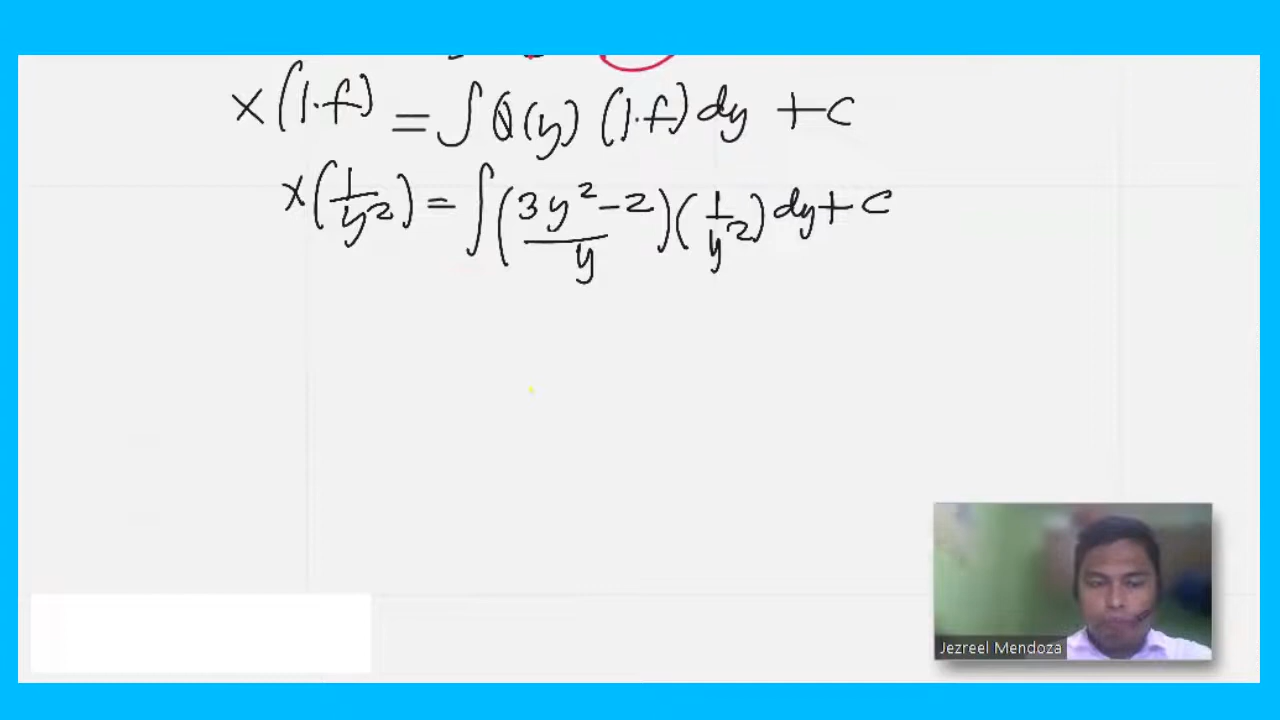 x(I.f) = ∫Q(y)(I.f)dy + c
x(1/y²) = ∫(3y²-2/y)(1/y²)dy + c
Jezreel Mendoza